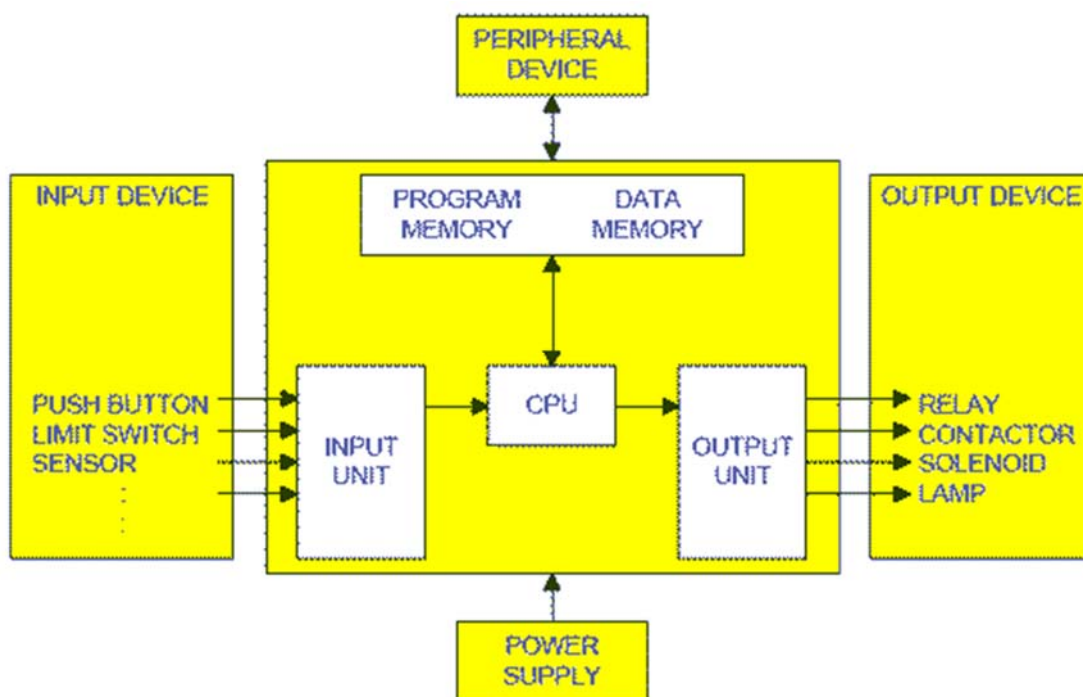 PERIPHERAL
DEVICE
INPUT DEVICE
PUSH BUTTON
LIMIT SWITCH
SENSOR
PROGRAM
MEMORY
DATA
MEMORY
INPUT
UNIT
CPU
OUTPUT
UNIT
OUTPUT DEVICE
RELAY
CONTACTOR
SOLENOID
LAMP
POWER
SUPPLY